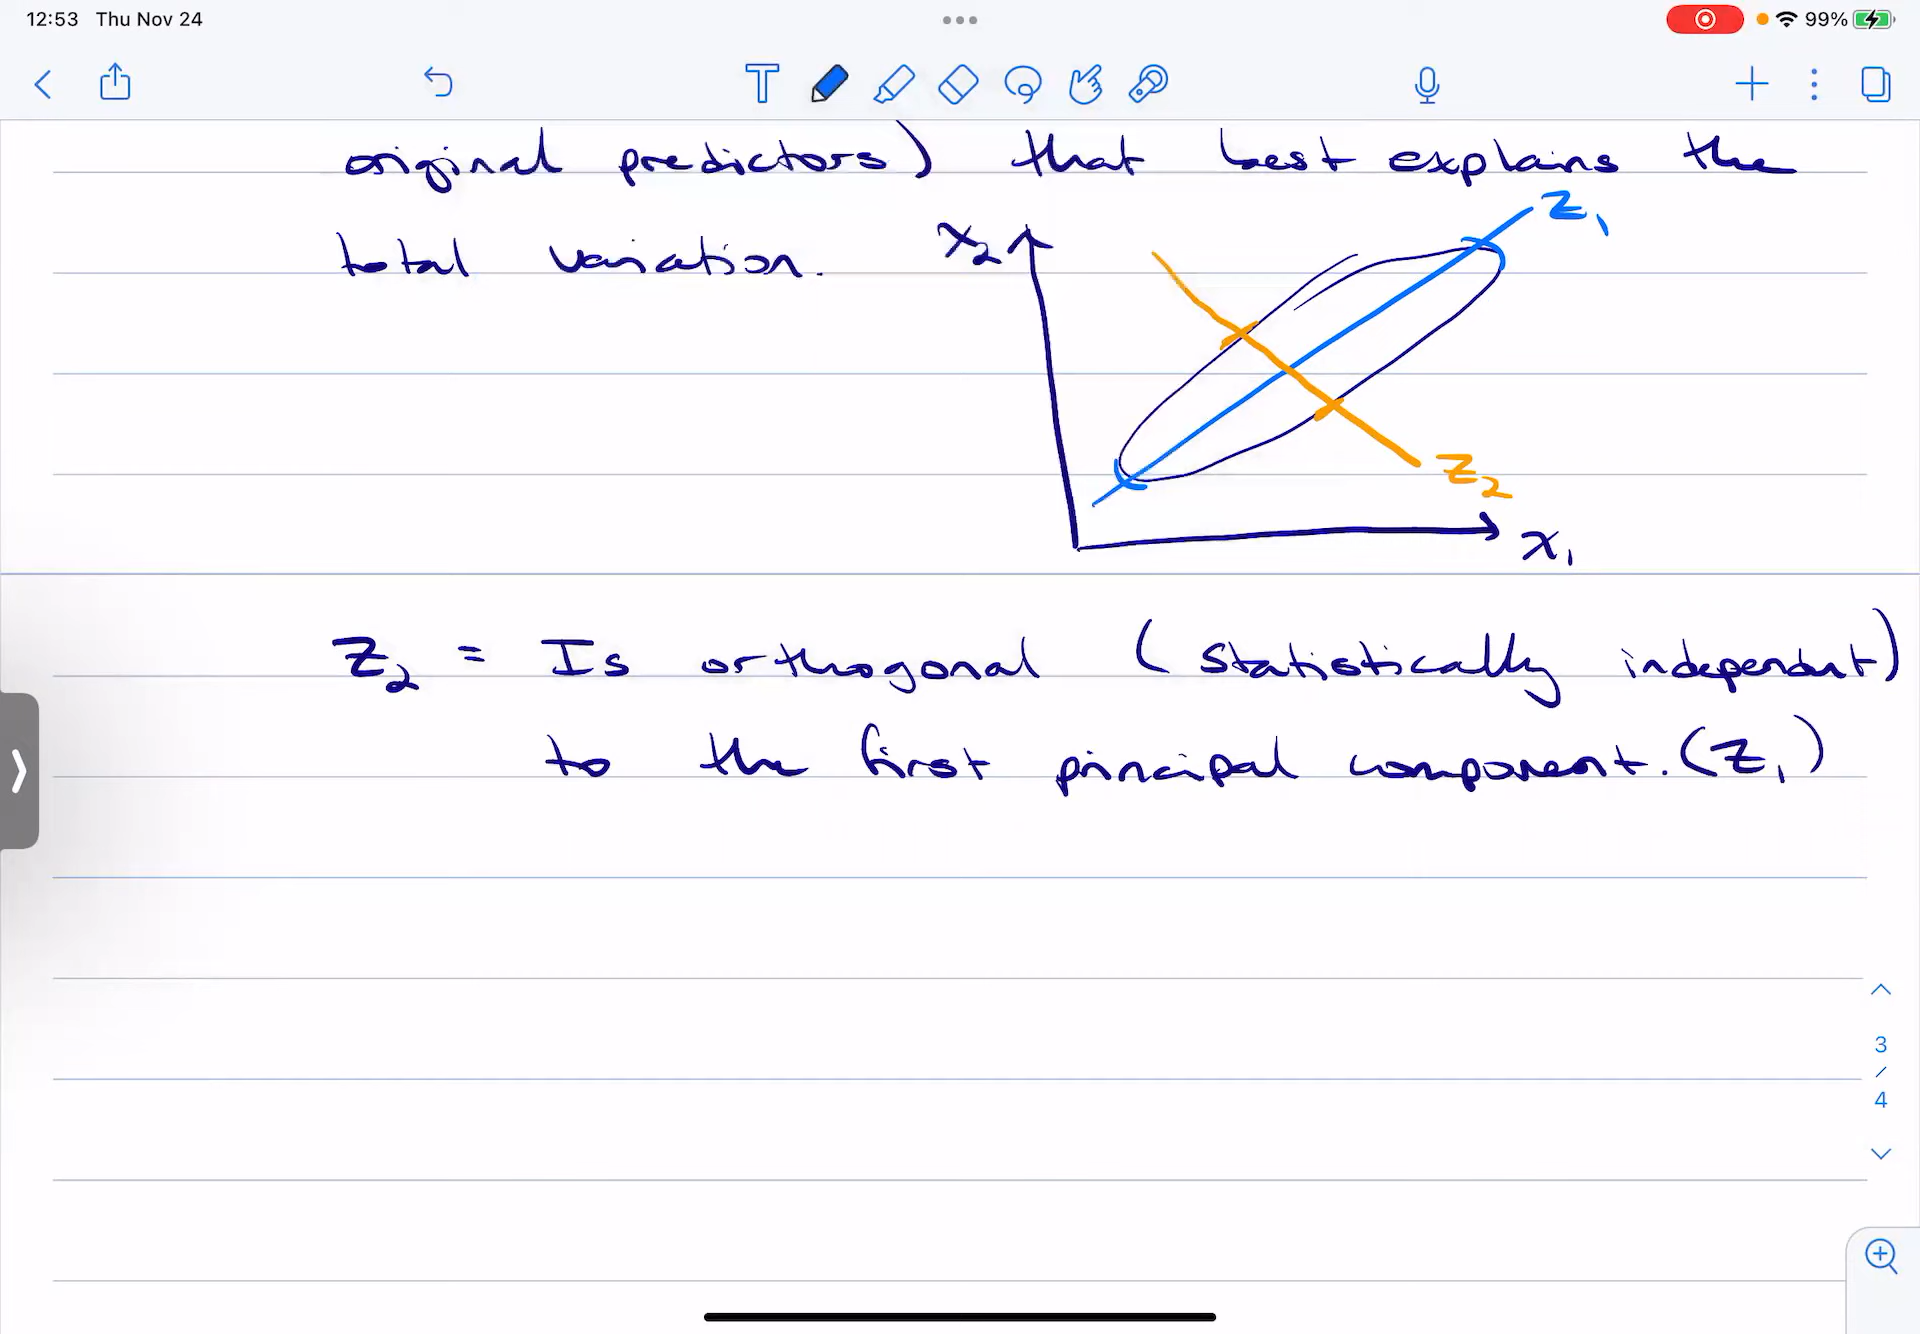 12:53 Thu Nov 24
99%
T
original predictors) that best explains the
total variation.
x₂
z₁
z₂
x₁
z₂ = Is orthogonal (statistically independent)
to the first principal component. (z₁)
3
/
4